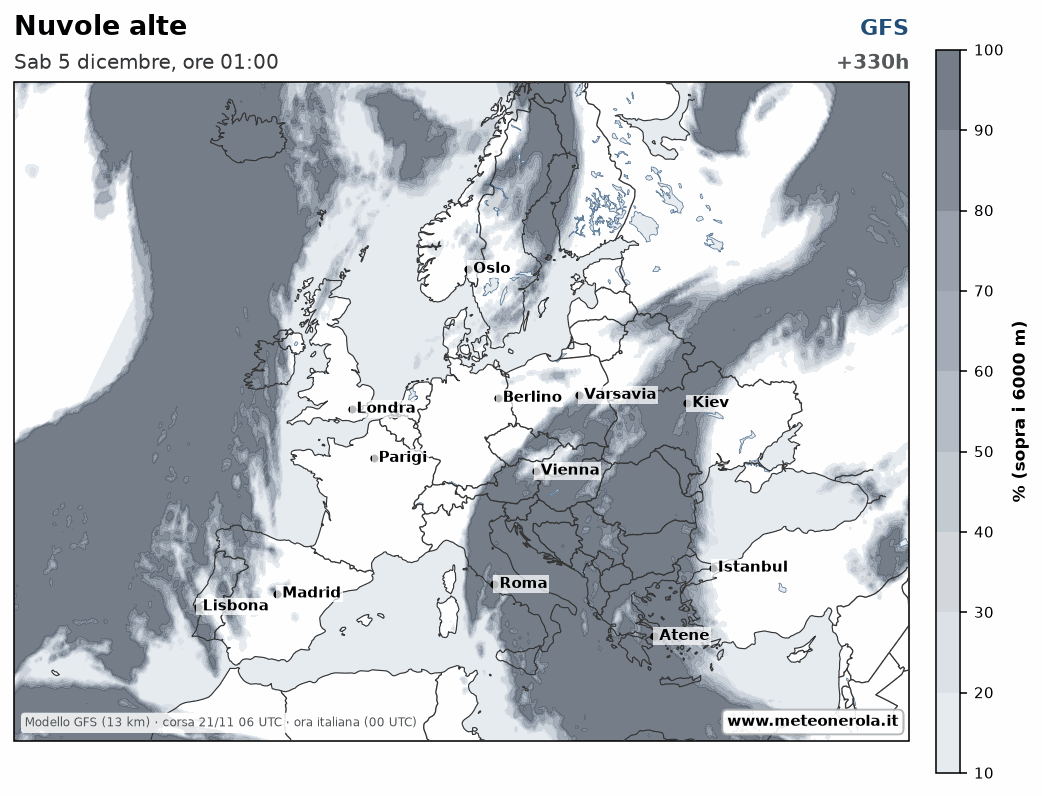 Nuvole alte
GFS
Sab 5 dicembre, ore 01:00
+330h
Oslo
Berlino
Varsavia
Kiev
Londra
Parigi
Vienna
Istanbul
Roma
Madrid
Lisbona
Atene
Modello GFS (13 km) · corsa 21/11 06 UTC · ora italiana (00 UTC)
www.meteonerola.it
100
90
80
70
60
50
40
30
20
10
% (sopra i 6000 m)